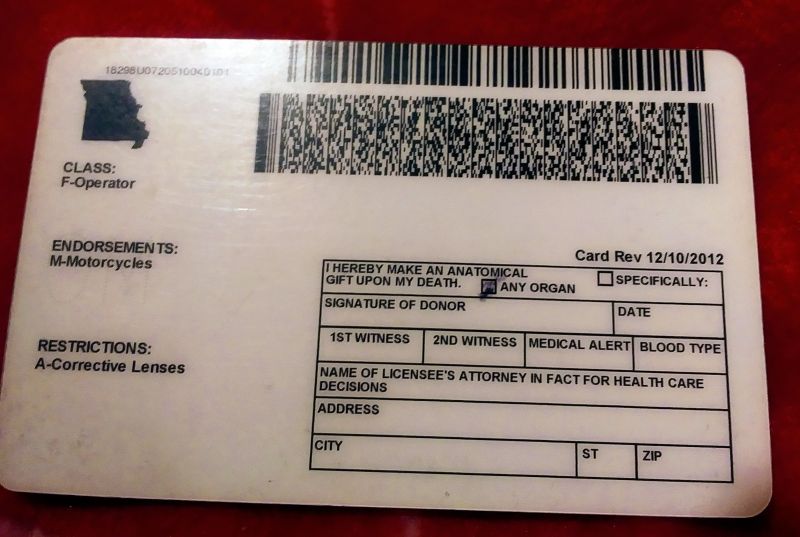 18298U0720510040101
CLASS:
F-Operator
ENDORSEMENTS:
M-Motorcycles
RESTRICTIONS:
A-Corrective Lenses
Card Rev 12/10/2012
I HEREBY MAKE AN ANATOMICAL
GIFT UPON MY DEATH. ANY ORGAN SPECIFICALLY:
SIGNATURE OF DONOR DATE
1ST WITNESS 2ND WITNESS MEDICAL ALERT BLOOD TYPE
NAME OF LICENSEE'S ATTORNEY IN FACT FOR HEALTH CARE
DECISIONS
ADDRESS
CITY ST ZIP